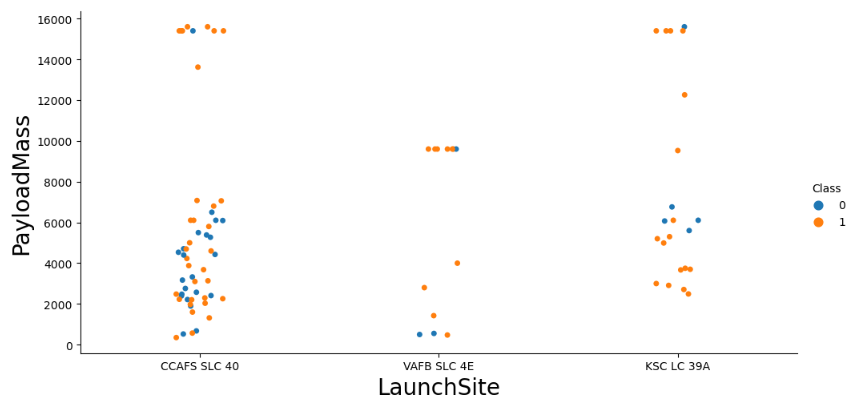 16000
14000
12000
10000
8000
6000
4000
2000
0
PayloadMass
CCAFS SLC 40
VAFB SLC 4E
KSC LC 39A
LaunchSite
Class
0
1